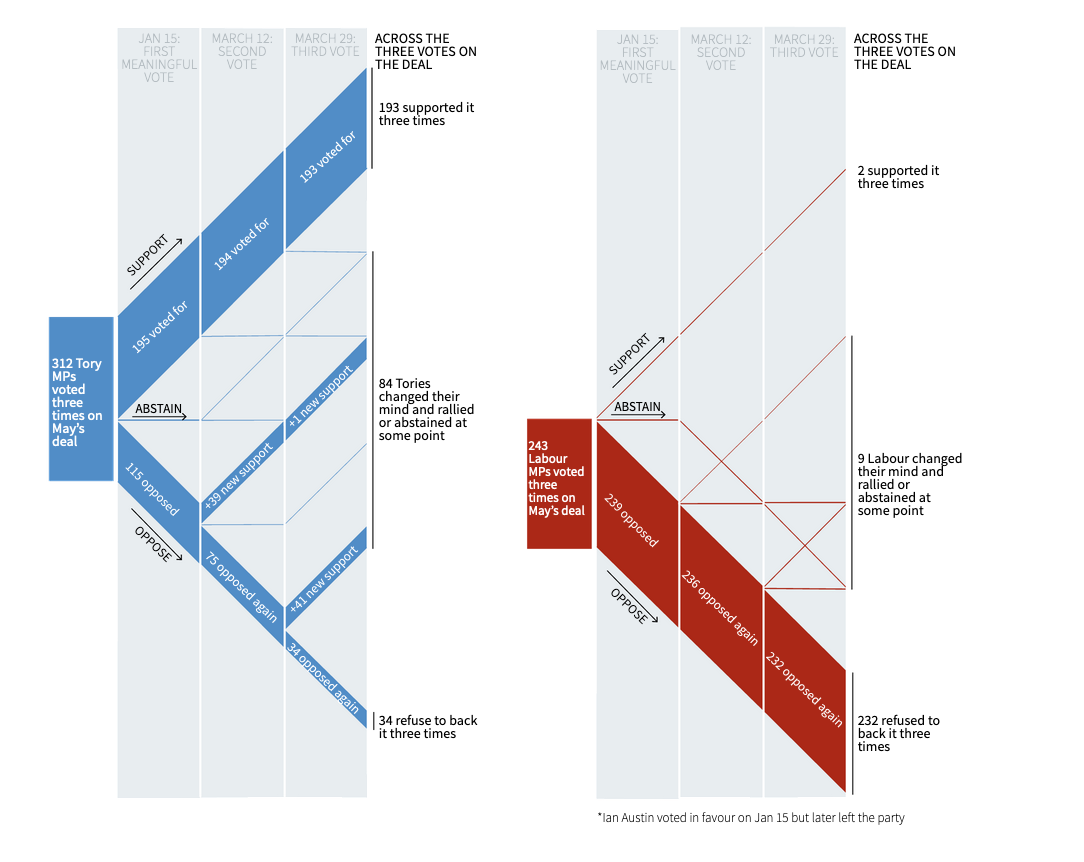 JAN 15:
FIRST
MEANINGFUL
VOTE
MARCH 12:
SECOND
VOTE
MARCH 29:
THIRD VOTE
ACROSS THE
THREE VOTES ON
THE DEAL
193 supported it
three times
193 voted for
194 voted for
SUPPORT
195 voted for
312 Tory
MPs
voted
three
times on
May's
deal
ABSTAIN
115 opposed
OPPOSE
+39 new support
+1 new support
75 opposed again
+41 new support
34 opposed again
84 Tories
changed their
mind and rallied
or abstained at
some point
34 refuse to back
it three times
JAN 15:
FIRST
MEANINGFUL
VOTE
MARCH 12:
SECOND
VOTE
MARCH 29:
THIRD VOTE
ACROSS THE
THREE VOTES ON
THE DEAL
2 supported it
three times
SUPPORT
ABSTAIN
243
Labour
MPs voted
three
times on
May's deal
239 opposed
OPPOSE
236 opposed again
232 opposed again
9 Labour changed
their mind and
rallied or
abstained at
some point
232 refused to
back it three
times
*Ian Austin voted in favour on Jan 15 but later left the party